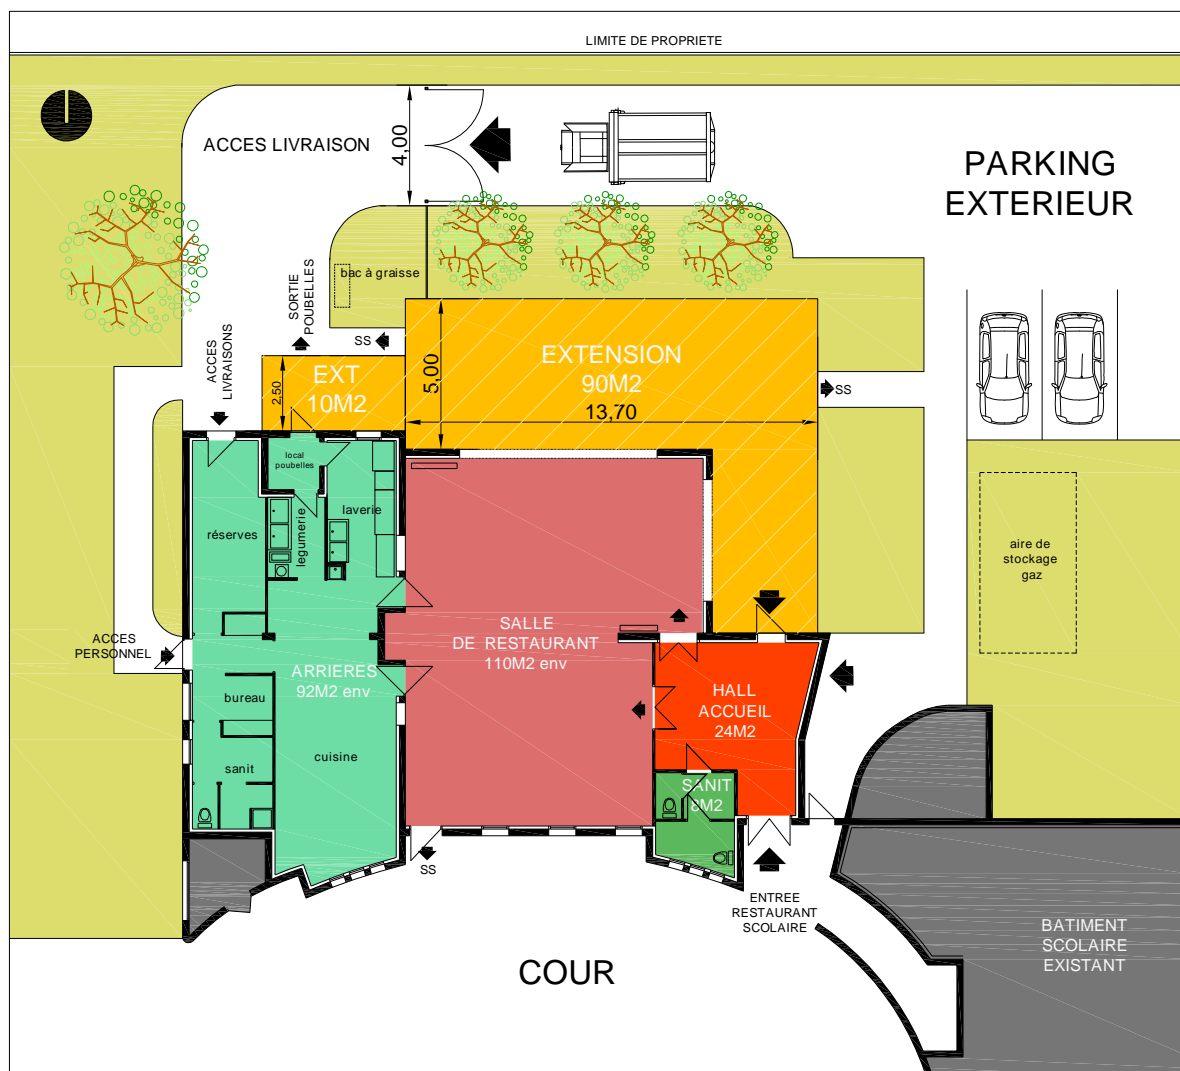 LIMITE DE PROPRIETE
ACCES LIVRAISON
4,00
PARKING
EXTERIEUR
bac à graisse
SORTIE
POUBELLES
ACCES
LIVRAISONS
SS
EXTENSION
90M2
13,70
5,00
EXT
10M2
2,50
SS
local
poubelles
legumerie
laverie
réserves
aire de
stockage
gaz
ACCES
PERSONNEL
SALLE
DE RESTAURANT
110M2 env
ARRIERES
92M2 env
bureau
HALL
ACCUEIL
24M2
cuisine
sanit
SANIT
8M2
SS
ENTREE
RESTAURANT
SCOLAIRE
BATIMENT
SCOLAIRE
EXISTANT
COUR